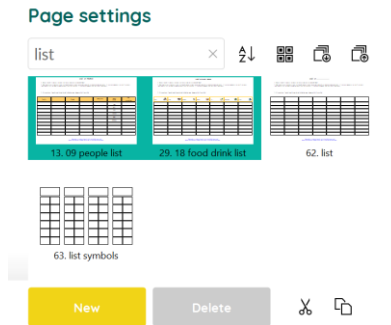 Page settings
list
13. 09 people list
29. 18 food drink list
62. list
63. list symbols
New
Delete